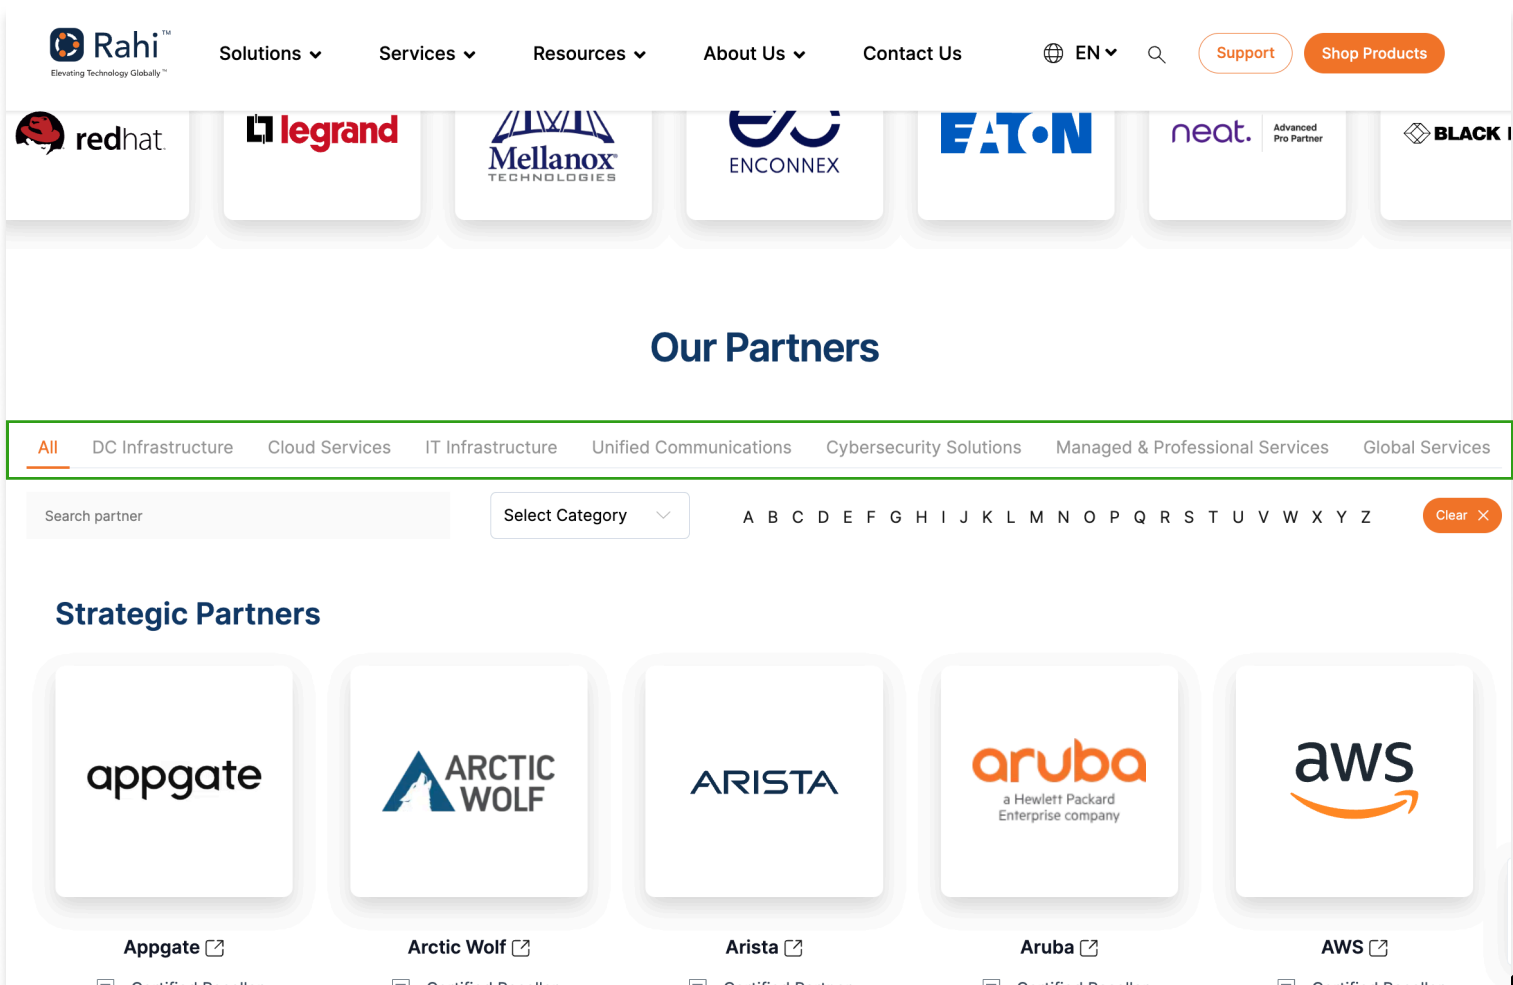 Rahi™
Elevating Technology Globally™
Solutions
Services
Resources
About Us
Contact Us
EN
Support
Shop Products
redhat.
legrand
Mellanox
TECHNOLOGIES
ENCONNEX
EATON
neat.
Advanced
Pro Partner
BLACK
Our Partners
All
DC Infrastructure
Cloud Services
IT Infrastructure
Unified Communications
Cybersecurity Solutions
Managed & Professional Services
Global Services
Search partner
Select Category
A B C D E F G H I J K L M N O P Q R S T U V W X Y Z
Clear
Strategic Partners
appgate
ARCTIC
WOLF
ARISTA
aruba
a Hewlett Packard
Enterprise company
aws
Appgate
Arctic Wolf
Arista
Aruba
AWS